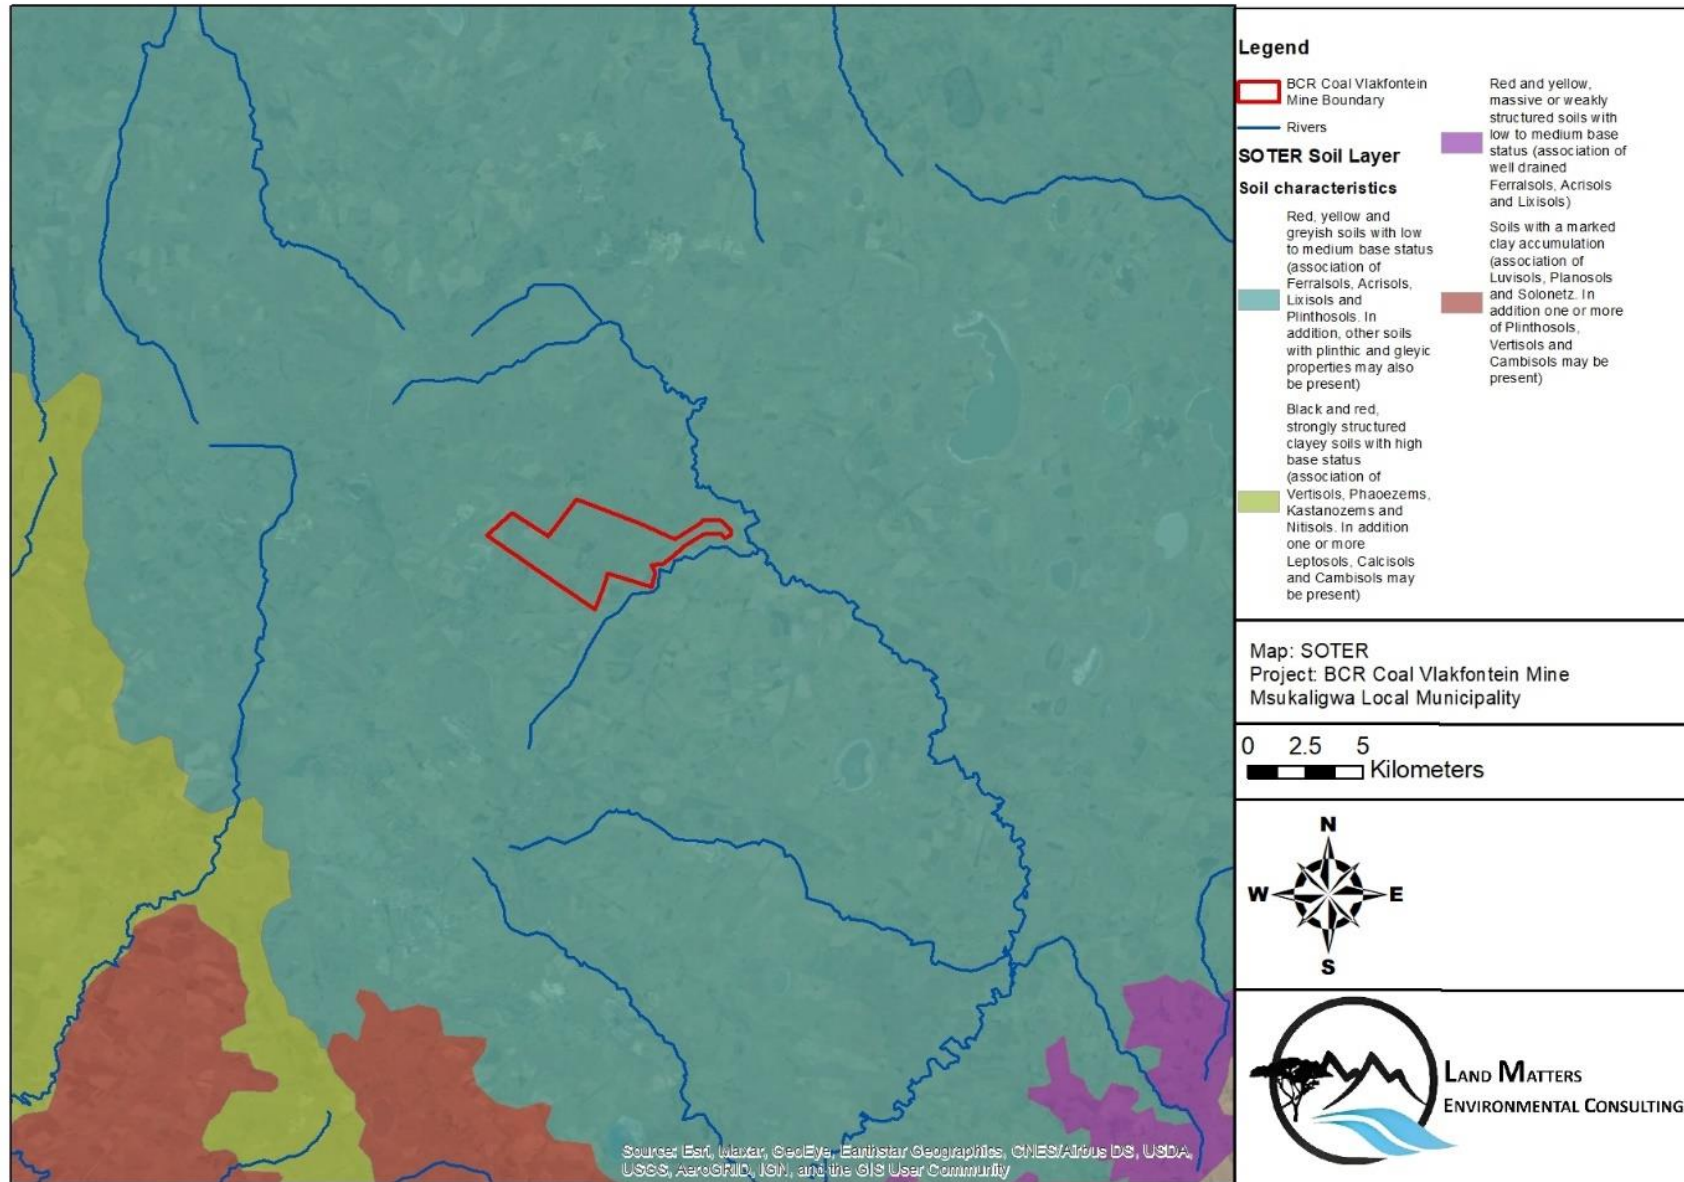 Legend
BCR Coal Vlakfontein
Mine Boundary
Rivers
SOTER Soil Layer
Soil characteristics
Red, yellow and
greyish soils with low
to medium base status
(association of
Ferralsols, Acrisols,
Lixisols and
Plinthosols. In
addition, other soils
with plinthic and gleyic
properties may also
be present)
Black and red,
strongly structured
clayey soils with high
base status
(association of
Vertisols, Phaoezems,
Kastanozems and
Nitisols. In addition
one or more
Leptosols, Calcisols
and Cambisols may
be present)
Red and yellow,
massive or weakly
structured soils with
low to medium base
status (association of
well drained
Ferralsols, Acrisols
and Lixisols)
Soils with a marked
clay accumulation
(association of
Luvisols, Planosols
and Solonetz. In
addition one or more
of Plinthosols,
Vertisols and
Cambisols may be
present)
Map: SOTER
Project: BCR Coal Vlakfontein Mine
Msukaligwa Local Municipality
0 2.5 5
Kilometers
N
W E
S
LAND MATTERS
ENVIRONMENTAL CONSULTING
Source: Esri, Maxar, GeoEye, Earthstar Geographics, CNES/Airbus DS, USDA,
USGS, AeroGRID, IGN, and the GIS User Community